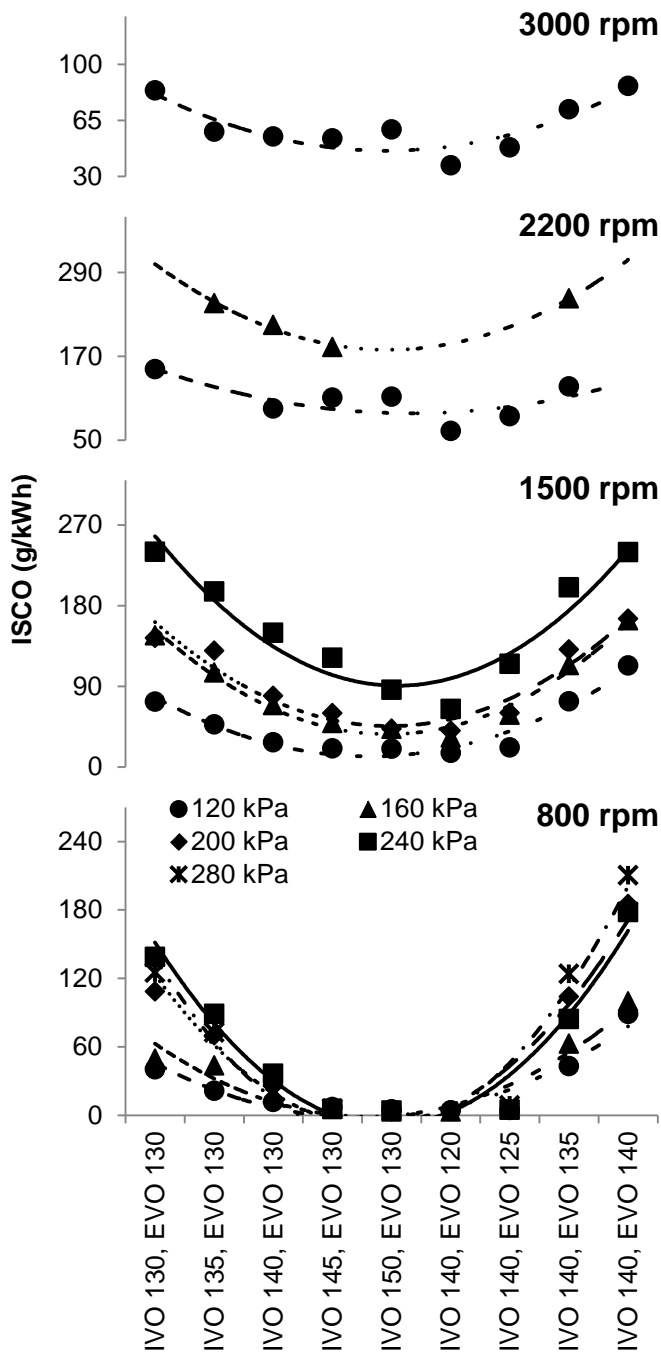 3000 rpm
100
65
30
2200 rpm
290
170
50
ISCO (g/kWh)
1500 rpm
270
180
90
0
800 rpm
120 kPa
160 kPa
200 kPa
240 kPa
280 kPa
240
180
120
60
0
IVO 130, EVO 130
IVO 135, EVO 130
IVO 140, EVO 130
IVO 145, EVO 130
IVO 150, EVO 130
IVO 140, EVO 120
IVO 140, EVO 125
IVO 140, EVO 135
IVO 140, EVO 140